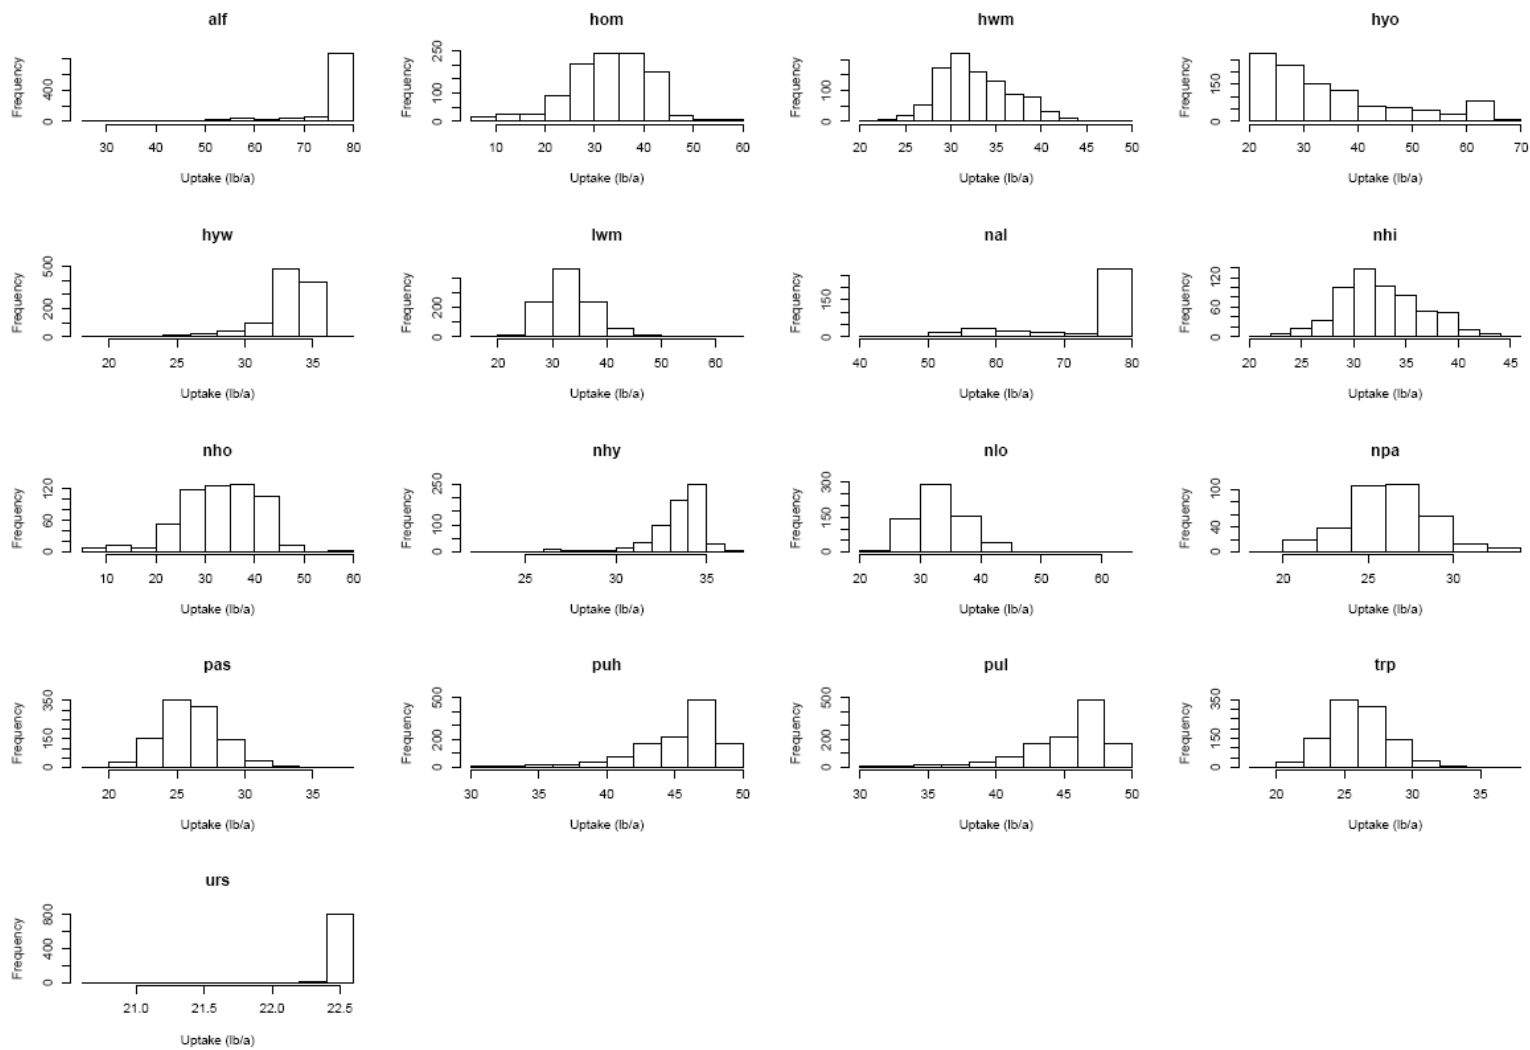 alf
Frequency
0 400
30 40 50 60 70 80
Uptake (lb/a)
hom
Frequency
0 100 250
10 20 30 40 50 60
Uptake (lb/a)
hwm
Frequency
0 100
20 25 30 35 40 45 50
Uptake (lb/a)
hyo
Frequency
0 150
20 30 40 50 60 70
Uptake (lb/a)
hyw
Frequency
0 200 500
20 25 30 35
Uptake (lb/a)
lwm
Frequency
0 200
20 30 40 50 60
Uptake (lb/a)
nal
Frequency
0 150
40 50 60 70 80
Uptake (lb/a)
nhi
Frequency
0 60 120
20 25 30 35 40 45
Uptake (lb/a)
nho
Frequency
0 60 120
10 20 30 40 50 60
Uptake (lb/a)
nhy
Frequency
0 100 250
25 30 35
Uptake (lb/a)
nlo
Frequency
0 150 300
20 30 40 50 60
Uptake (lb/a)
npa
Frequency
0 40 100
20 25 30
Uptake (lb/a)
pas
Frequency
0 150 350
20 25 30 35
Uptake (lb/a)
puh
Frequency
0 200 500
30 35 40 45 50
Uptake (lb/a)
pul
Frequency
0 200 500
30 35 40 45 50
Uptake (lb/a)
trp
Frequency
0 150 350
20 25 30 35
Uptake (lb/a)
urs
Frequency
0 400 800
21.0 21.5 22.0 22.5
Uptake (lb/a)